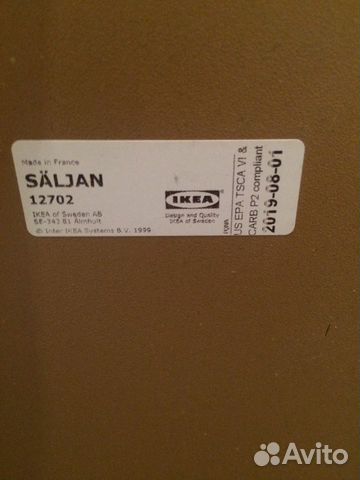 Made in France
SÄLJAN
12702
IKEA of Sweden AB
SE-343 81 Älmhult
© Inter IKEA Systems B.V. 1999
IKEA
Design and Quality
IKEA of Sweden
US EPA TSCA VI &
CARB P2 compliant
2019-08-01
Avito